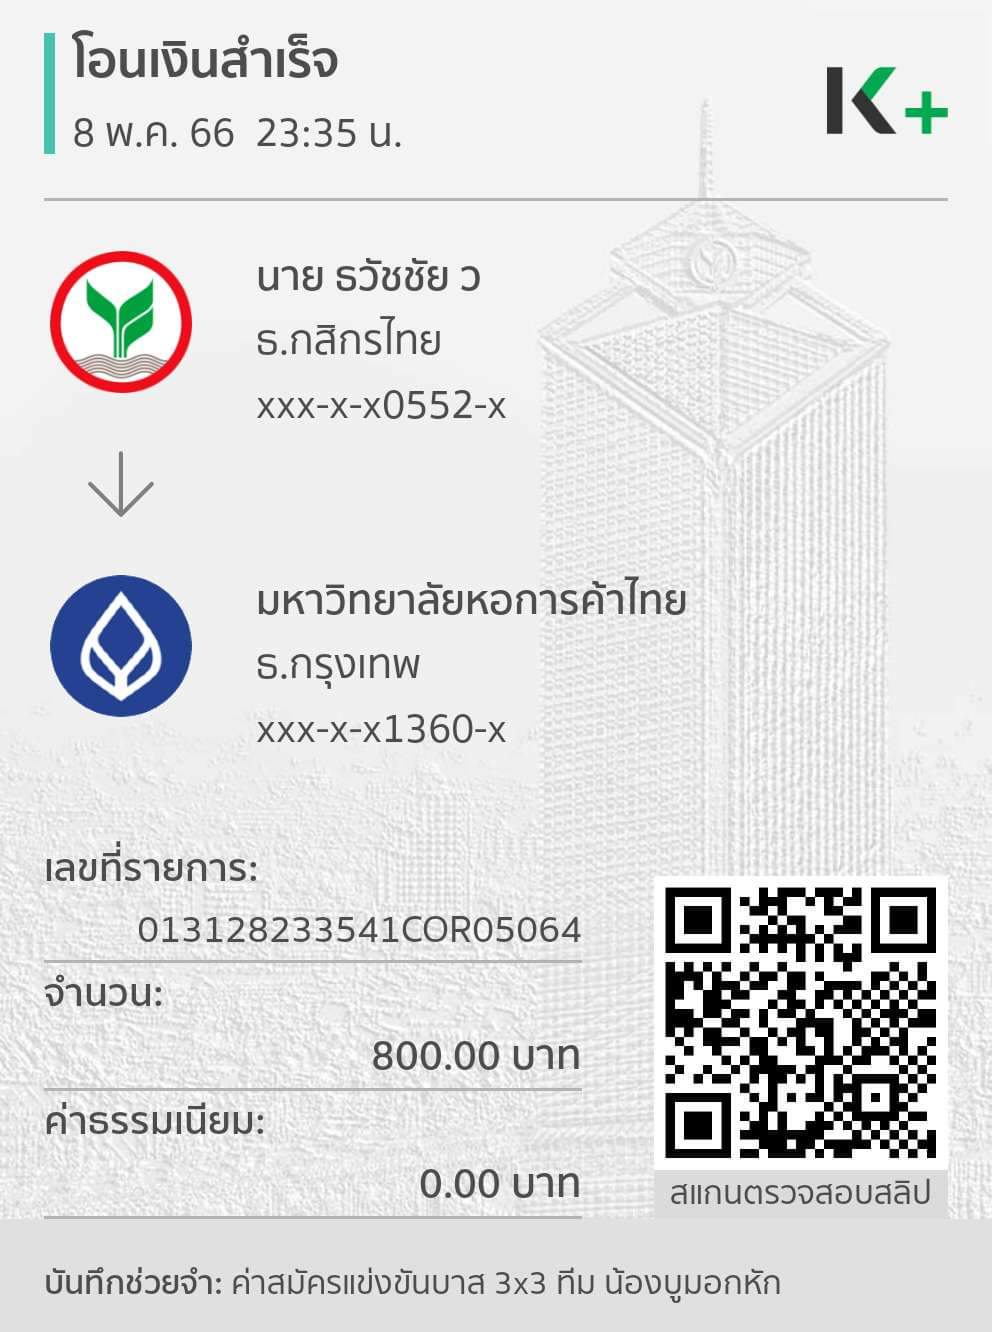 โอนเงินสำเร็จ
8 พ.ค. 66  23:35 น.
K+
นาย ธวัชชัย ว
ธ.กสิกรไทย
xxx-x-x0552-x
มหาวิทยาลัยหอการค้าไทย
ธ.กรุงเทพ
xxx-x-x1360-x
เลขที่รายการ:
013128233541COR05064
จำนวน:
800.00 บาท
ค่าธรรมเนียม:
0.00 บาท
สแกนตรวจสอบสลิป
บันทึกช่วยจำ: ค่าสมัครแข่งขันบาส 3x3 ทีม น้องบูมอกหัก